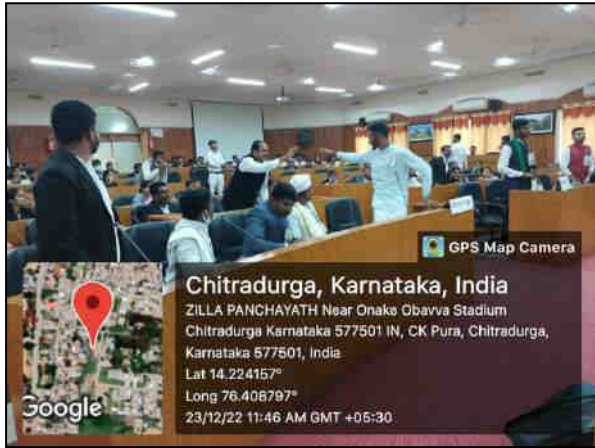 GPS Map Camera
Chitradurga, Karnataka, India
ZILLA PANCHAYATH Near Onake Obavva Stadium
Chitradurga Karnataka 577501 IN, CK Pura, Chitradurga,
Karnataka 577501, India
Lat 14.224157°
Long 76.408797°
23/12/22 11:46 AM GMT +05:30
Google